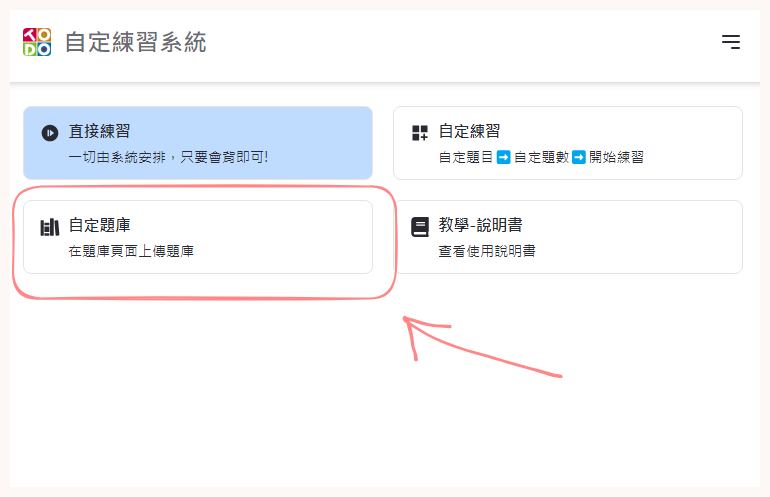 TODO
自定練習系統
直接練習
一切由系統安排，只要會背即可!
自定練習
自定題目➡自定題數➡開始練習
自定題庫
在題庫頁面上傳題庫
教學-說明書
查看使用說明書